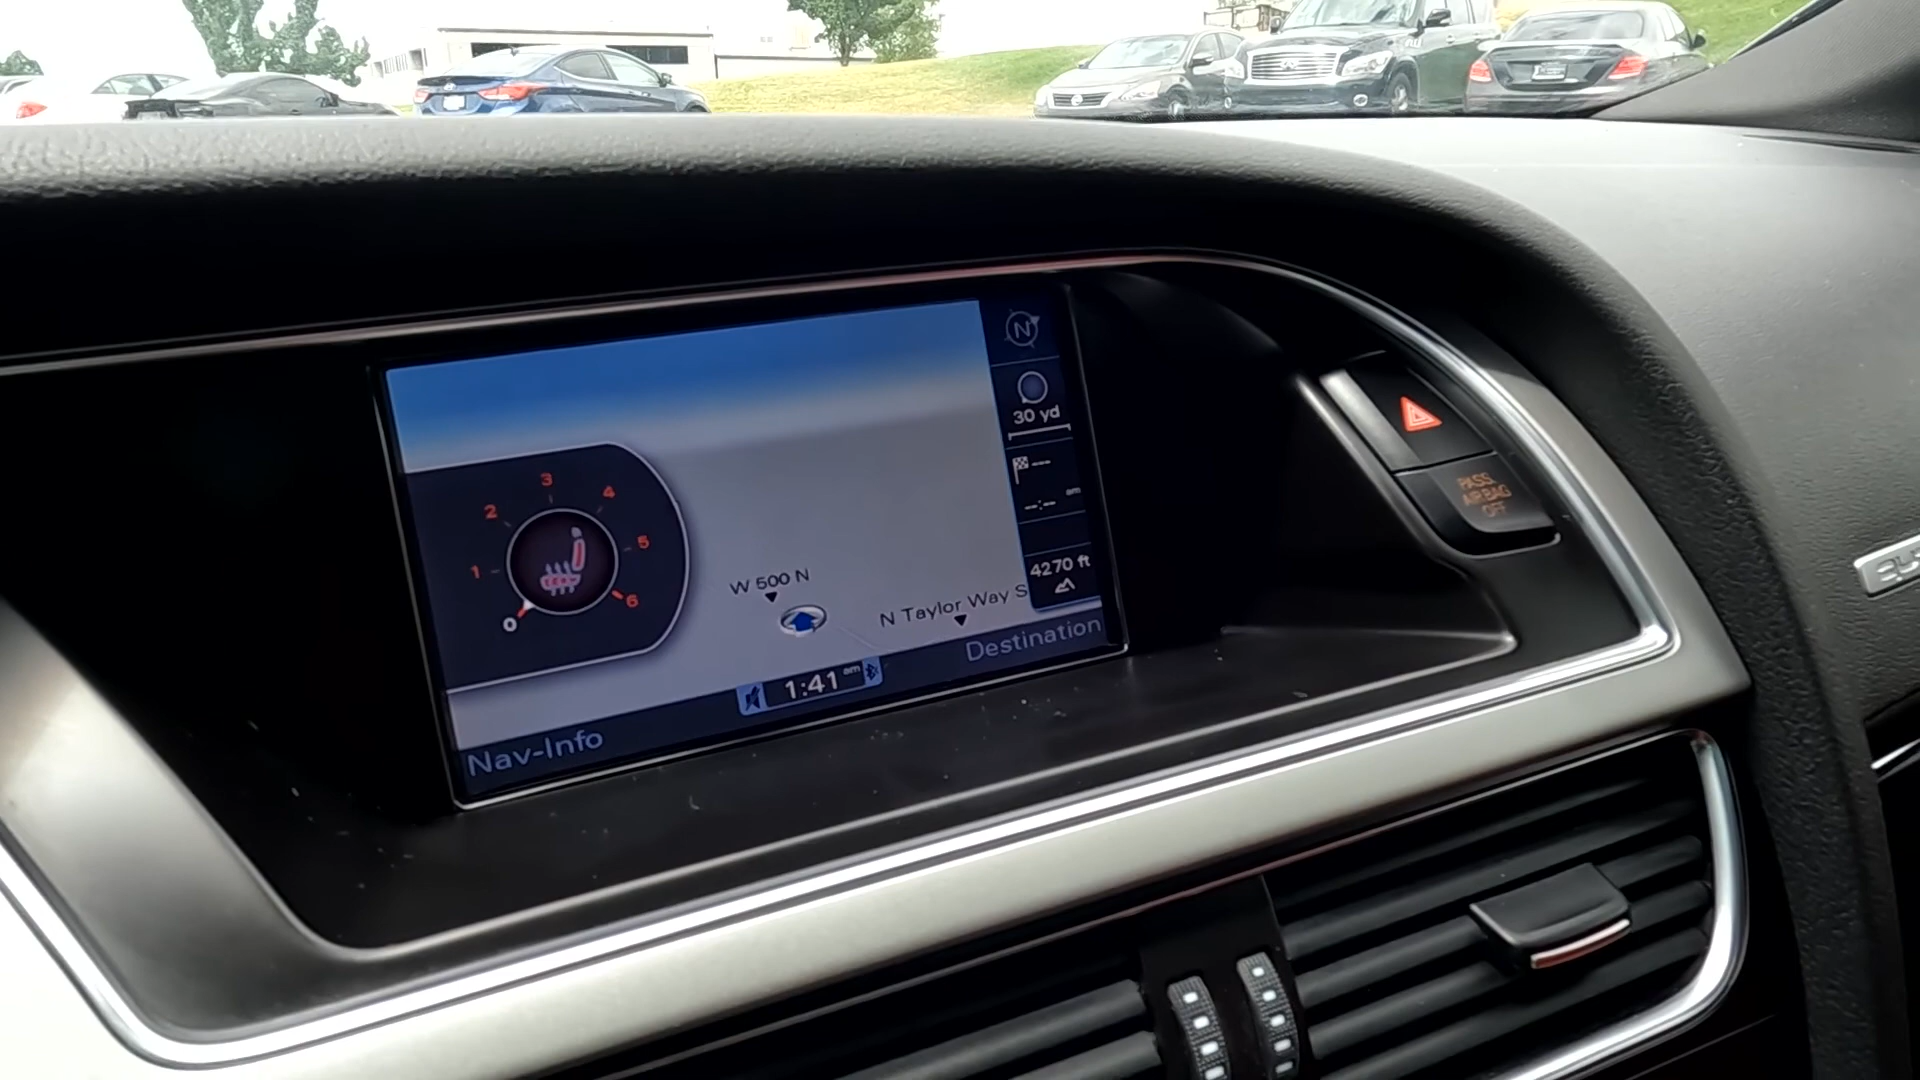 N
30 yd
--- 
--:-- am
3
2
4
5
1
6
0
4270 ft
W 500 N
N Taylor Way S
Destination
1:41 am
Nav-Info
PASS
AIR BAG
OFF